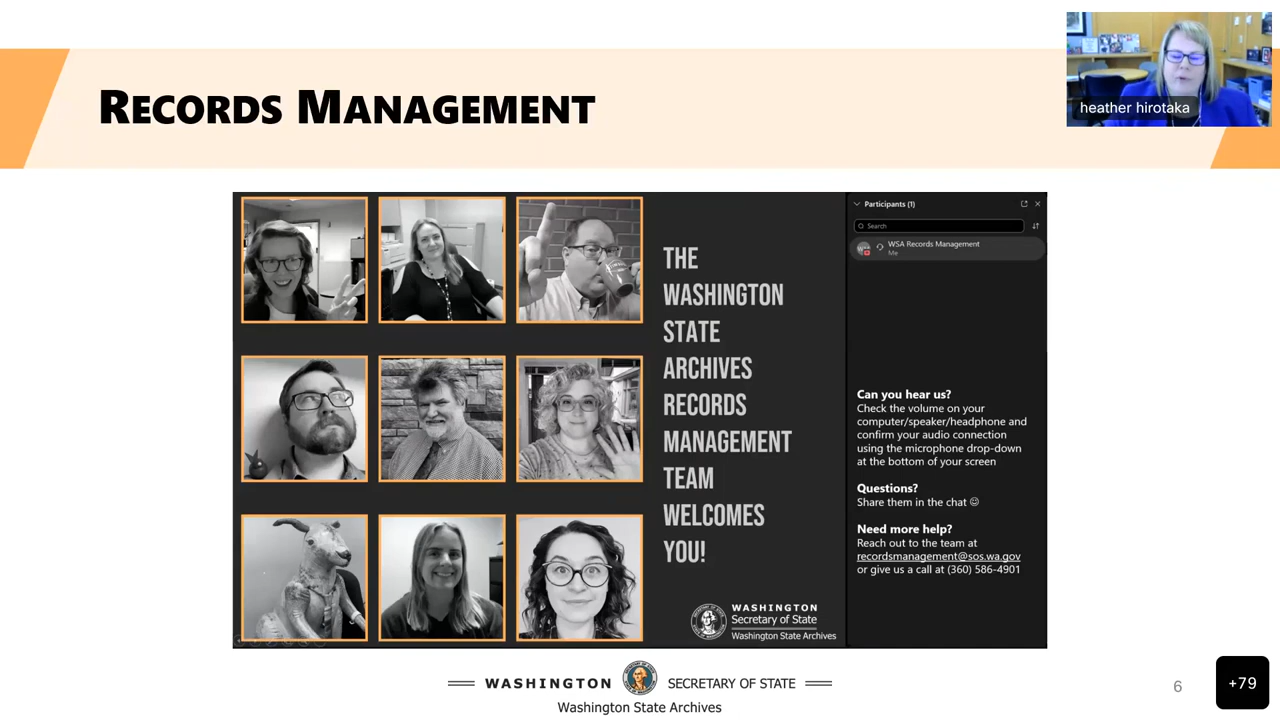 heather hirotaka
RECORDS MANAGEMENT
THE
WASHINGTON
STATE
ARCHIVES
RECORDS
MANAGEMENT
TEAM
WELCOMES
YOU!
WASHINGTON
Secretary of State
Washington State Archives
Participants (1)
Search
WSA Records Management
Me
Can you hear us?
Check the volume on your
computer/speaker/headphone and
confirm your audio connection
using the microphone drop-down
at the bottom of your screen
Questions?
Share them in the chat ☺
Need more help?
Reach out to the team at
recordsmanagement@sos.wa.gov
or give us a call at (360) 586-4901
WASHINGTON SECRETARY OF STATE
Washington State Archives
6
+79